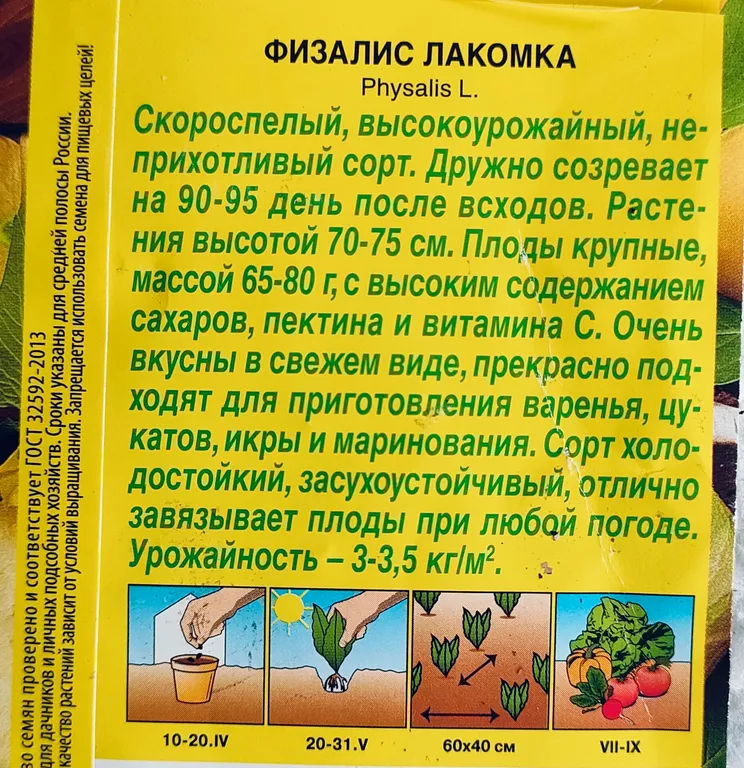 ФИЗАЛИС ЛАКОМКА
Physalis L.
Скороспелый, высокоурожайный, не-
прихотливый сорт. Дружно созревает
на 90-95 день после всходов. Расте-
ния высотой 70-75 см. Плоды крупные,
массой 65-80 г, с высоким содержанием
сахаров, пектина и витамина С. Очень
вкусны в свежем виде, прекрасно под-
ходят для приготовления варенья, цу-
катов, икры и маринования. Сорт холо-
достойкий, засухоустойчивый, отлично
завязывает плоды при любой погоде.
Урожайность – 3-3,5 кг/м².
10-20.IV
20-31.V
60x40 см
VII-IX
во семян проверено и соответствует ГОСТ 32592-2013
для дачников и личных подсобных хозяйств. Сроки указаны для средней полосы России.
качество растений зависит от условий выращивания. Запрещается использовать семена для пищевых целей!